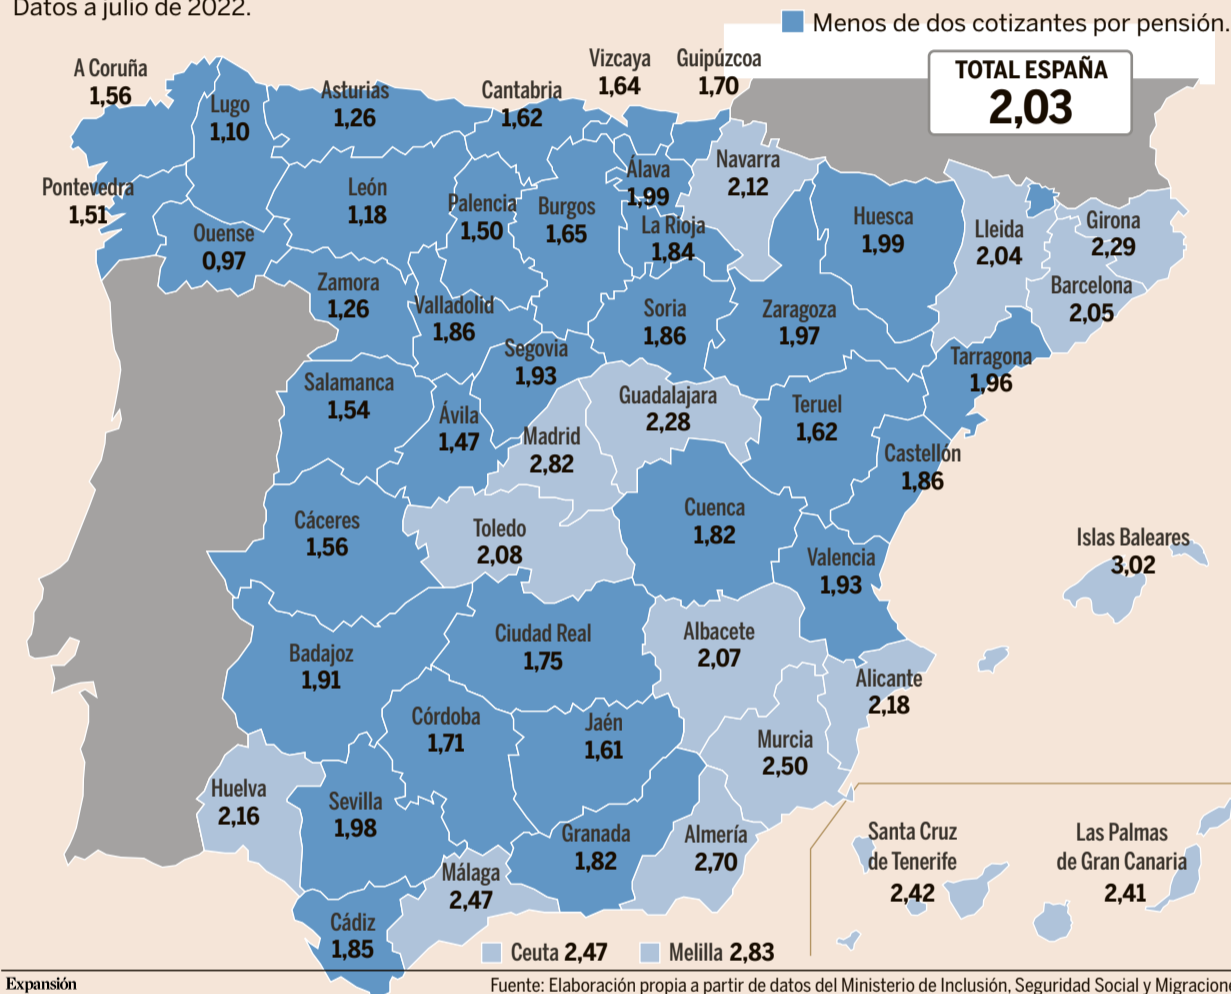 Datos a julio de 2022.
Menos de dos cotizantes por pensión.
TOTAL ESPAÑA
2,03
A Coruña
1,56
Lugo
1,10
Asturias
1,26
Cantabria
1,62
Vizcaya
1,64
Guipúzcoa
1,70
Pontevedra
1,51
Ouense
0,97
León
1,18
Palencia
1,50
Burgos
1,65
Álava
1,99
La Rioja
1,84
Navarra
2,12
Huesca
1,99
Lleida
2,04
Girona
2,29
Barcelona
2,05
Zamora
1,26
Valladolid
1,86
Soria
1,86
Zaragoza
1,97
Segovia
1,93
Tarragona
1,96
Salamanca
1,54
Ávila
1,47
Madrid
2,82
Guadalajara
2,28
Teruel
1,62
Castellón
1,86
Cáceres
1,56
Toledo
2,08
Cuenca
1,82
Valencia
1,93
Islas Baleares
3,02
Badajoz
1,91
Ciudad Real
1,75
Albacete
2,07
Alicante
2,18
Córdoba
1,71
Jaén
1,61
Murcia
2,50
Huelva
2,16
Sevilla
1,98
Granada
1,82
Almería
2,70
Málaga
2,47
Cádiz
1,85
Santa Cruz
de Tenerife
2,42
Las Palmas
de Gran Canaria
2,41
Ceuta 2,47
Melilla 2,83
Expansión
Fuente: Elaboración propia a partir de datos del Ministerio de Inclusión, Seguridad Social y Migracion